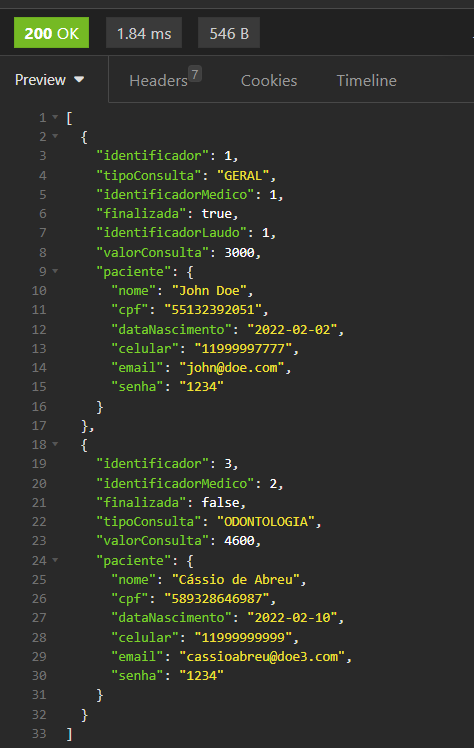 200 OK 1.84 ms 546 B
Preview Headers 7 Cookies Timeline
1 [
2 {
3 "identificador": 1,
4 "tipoConsulta": "GERAL",
5 "identificadorMedico": 1,
6 "finalizada": true,
7 "identificadorLaudo": 1,
8 "valorConsulta": 3000,
9 "paciente": {
10 "nome": "John Doe",
11 "cpf": "55132392051",
12 "dataNascimento": "2022-02-02",
13 "celular": "11999997777",
14 "email": "john@doe.com",
15 "senha": "1234"
16 }
17 },
18 {
19 "identificador": 3,
20 "identificadorMedico": 2,
21 "finalizada": false,
22 "tipoConsulta": "ODONTOLOGIA",
23 "valorConsulta": 4600,
24 "paciente": {
25 "nome": "Cássio de Abreu",
26 "cpf": "589328646987",
27 "dataNascimento": "2022-02-10",
28 "celular": "11999999999",
29 "email": "cassioabreu@doe3.com",
30 "senha": "1234"
31 }
32 }
33 ]